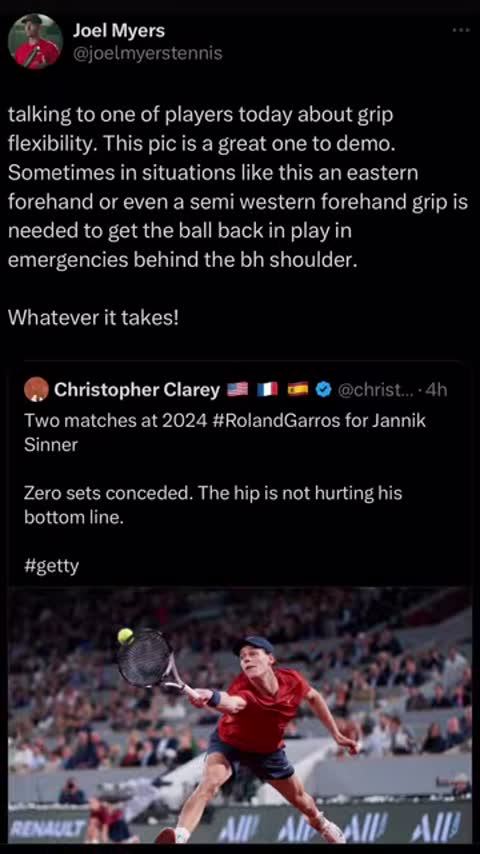 Joel Myers
@joelmyerstennis
talking to one of players today about grip
flexibility. This pic is a great one to demo.
Sometimes in situations like this an eastern
forehand or even a semi western forehand grip is
needed to get the ball back in play in
emergencies behind the bh shoulder.
Whatever it takes!
Christopher Clarey 🇺🇸 🇫🇷 🇪🇸 @christ... · 4h
Two matches at 2024 #RolandGarros for Jannik
Sinner
Zero sets conceded. The hip is not hurting his
bottom line.
#getty
RENAULT